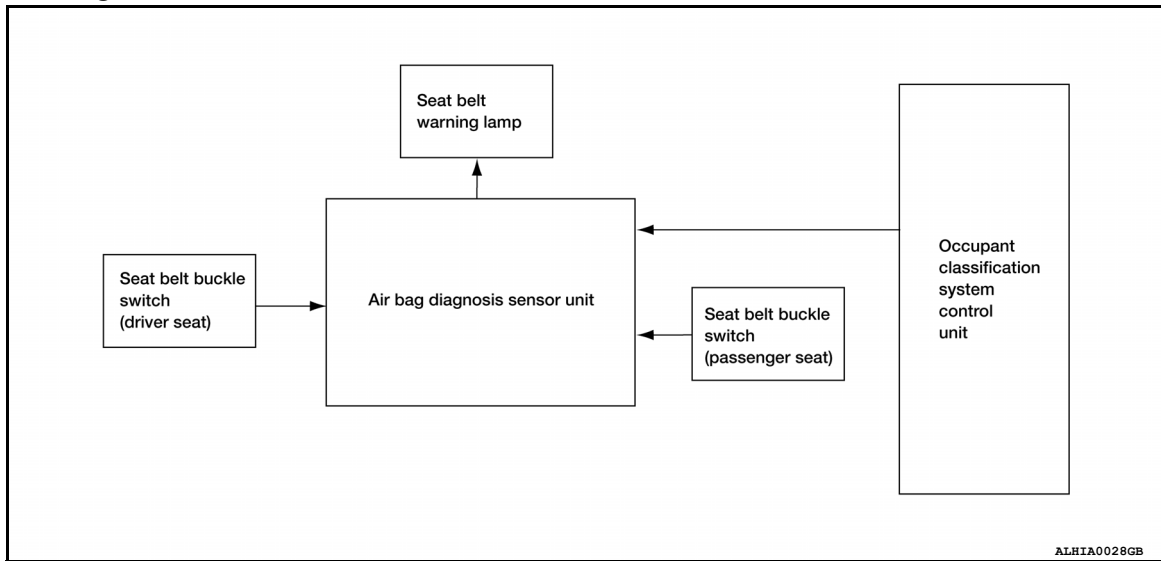 Seat belt
warning lamp
Seat belt buckle
switch
(driver seat)
Air bag diagnosis sensor unit
Seat belt buckle
switch
(passenger seat)
Occupant
classification
system
control
unit
ALHIA0028GB